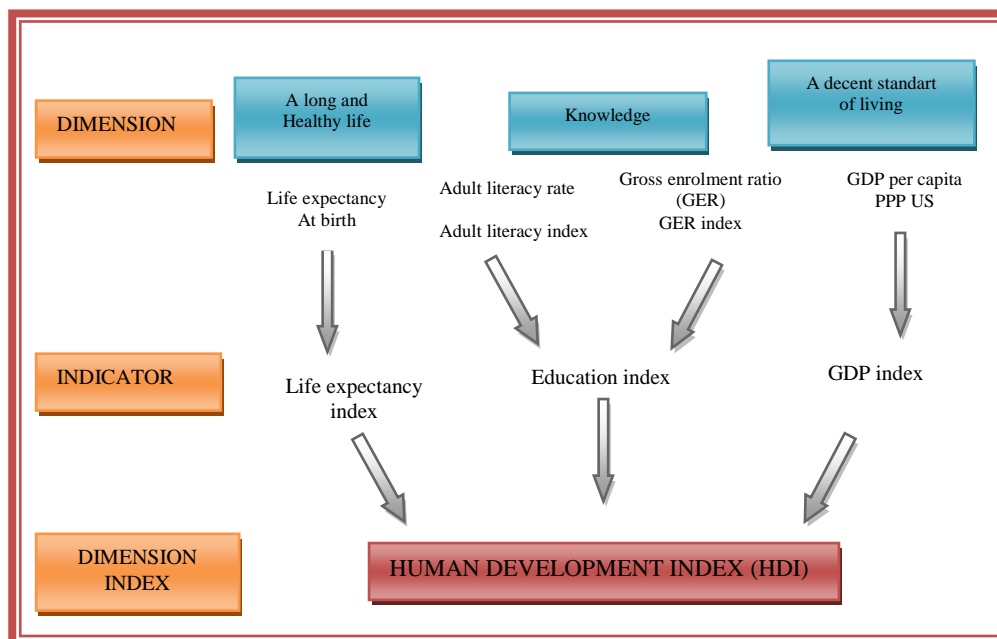 DIMENSION
A long and
Healthy life
Knowledge
A decent standart
of living
Life expectancy
At birth
Adult literacy rate
Adult literacy index
Gross enrolment ratio
(GER)
GER index
GDP per capita
PPP US
INDICATOR
Life expectancy
index
Education index
GDP index
DIMENSION
INDEX
HUMAN DEVELOPMENT INDEX (HDI)